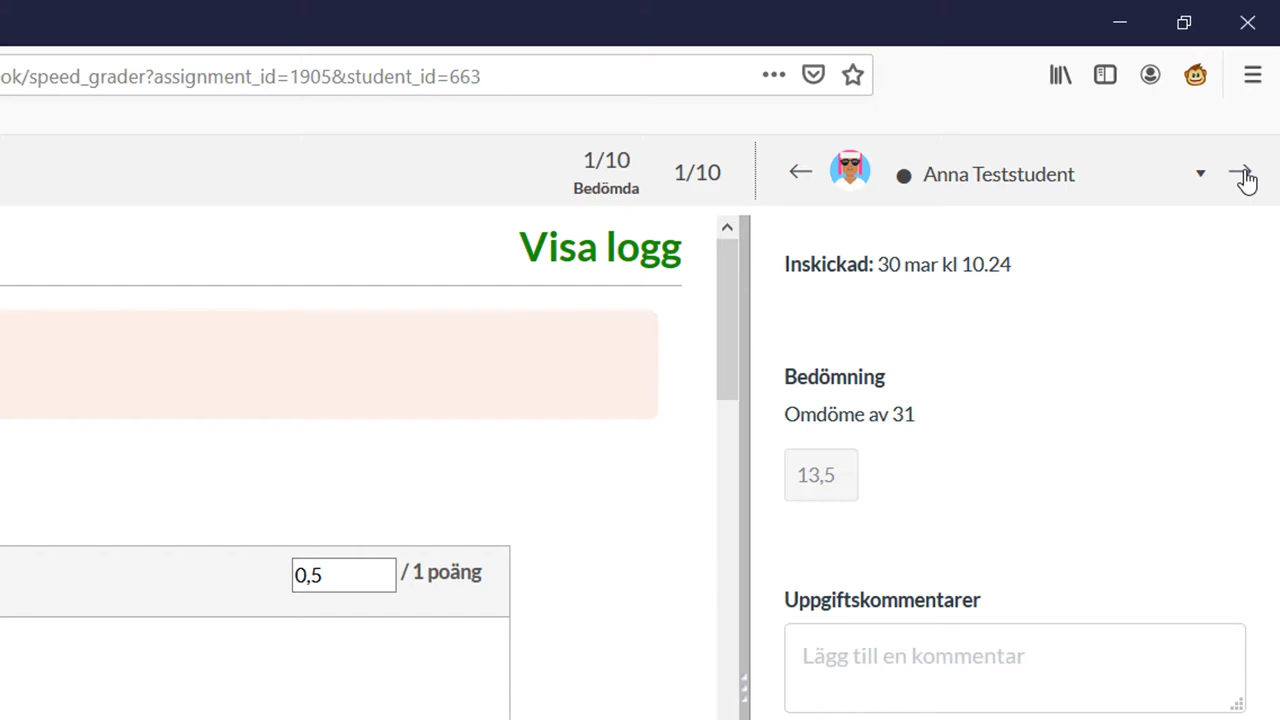 ok/speed_grader?assignment_id=1905&student_id=663
1/10
Bedömda
1/10
Anna Teststudent
Visa logg
Inskickad: 30 mar kl 10.24
Bedömning
Omdöme av 31
13,5
0,5 / 1 poäng
Uppgiftskommentarer
Lägg till en kommentar